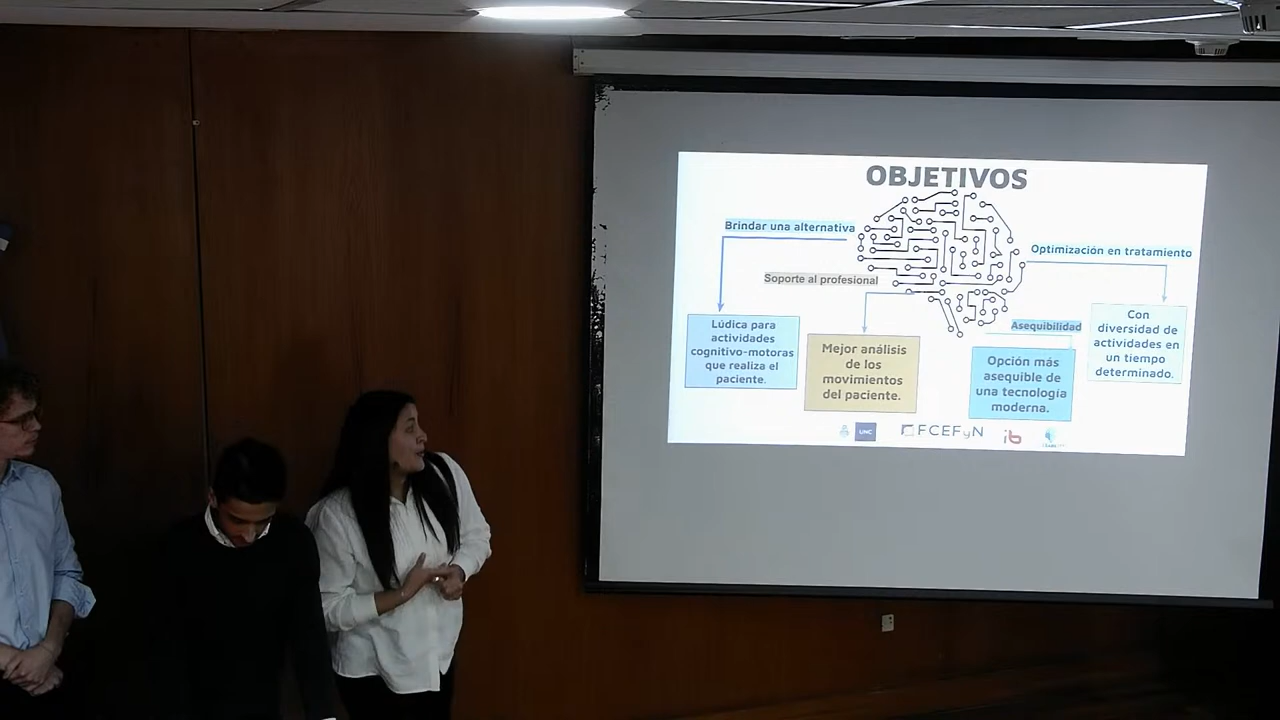 OBJETIVOS
Brindar una alternativa
Lúdica para
actividades
cognitivo-motoras
que realiza el
paciente.
Soporte al profesional
Mejor análisis
de los
movimientos
del paciente.
Asequibilidad
Opción más
asequible de
una tecnología
moderna.
Optimización en tratamiento
Con
diversidad de
actividades en
un tiempo
determinado.
UNC
FCEFyN
ib